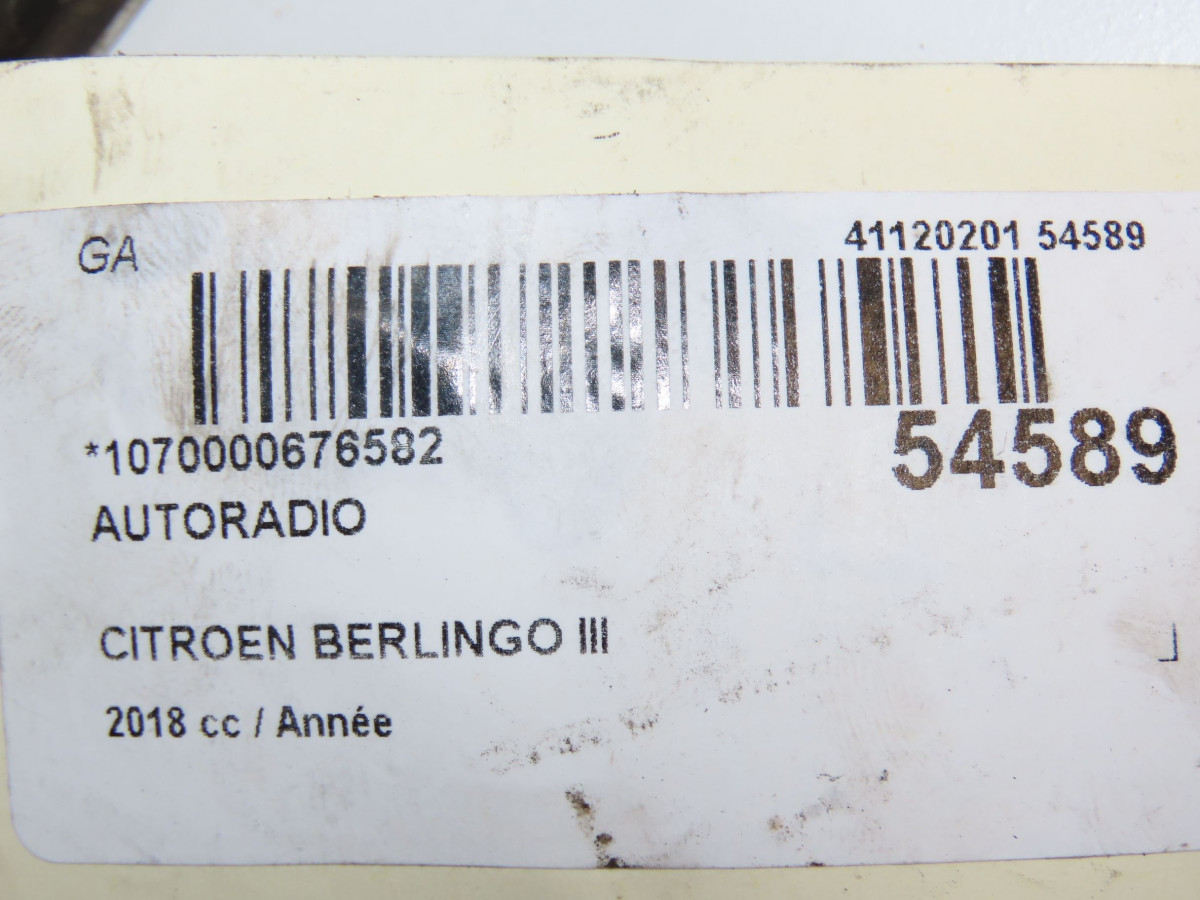 GA
41120201 54589
*1070000676582
54589
AUTORADIO
CITROEN BERLINGO III
2018 cc / Année